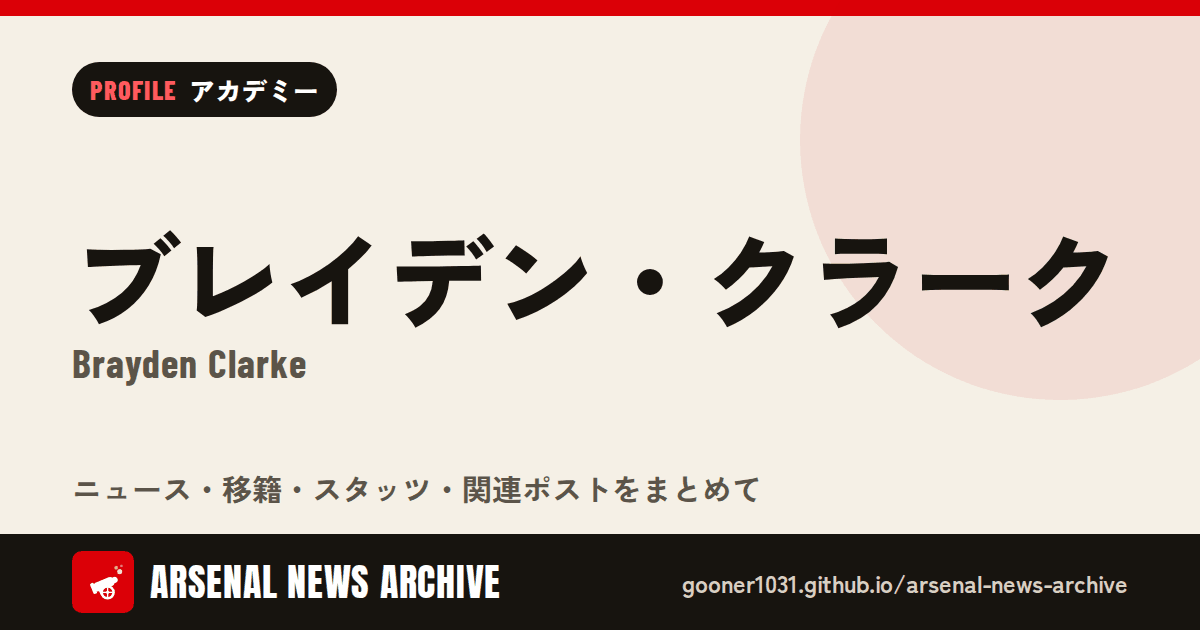 PROFILE アカデミー
ブレイデン・クラーク
Brayden Clarke
ニュース・移籍・スタッツ・関連ポストをまとめて
ARSENAL NEWS ARCHIVE
gooner1031.github.io/arsenal-news-archive